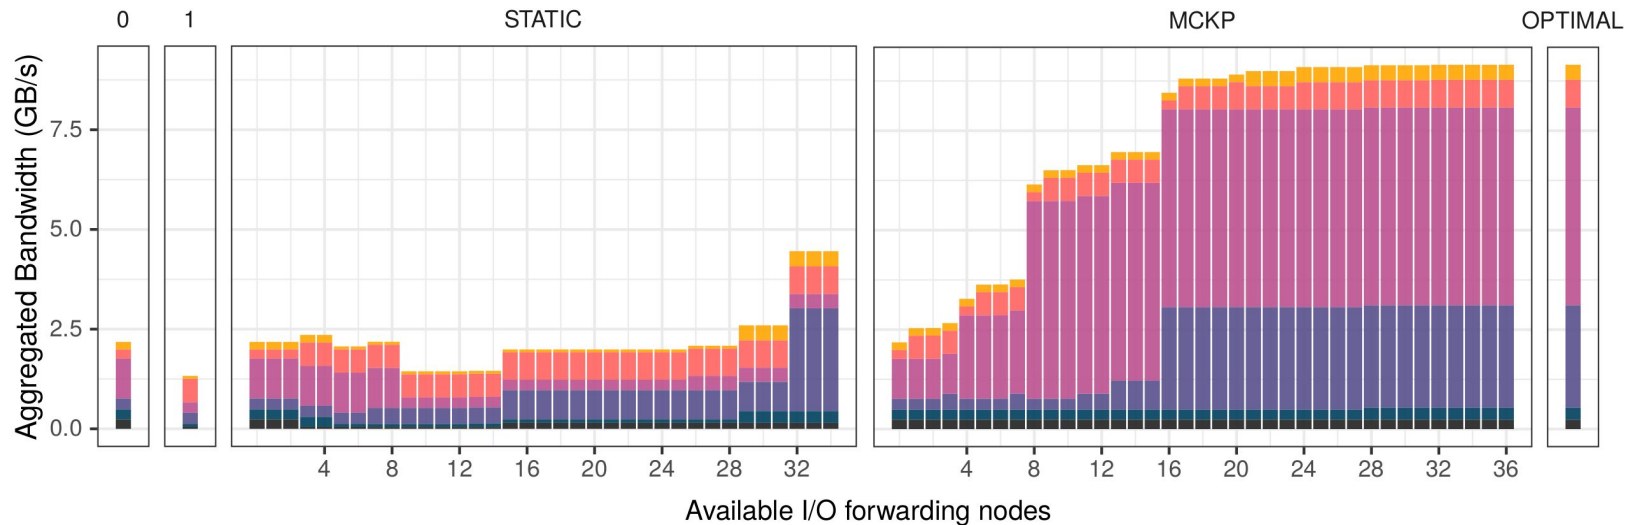 0 1 STATIC MCKP OPTIMAL
Aggregated Bandwidth (GB/s)
7.5
5.0
2.5
0.0
4 8 12 16 20 24 28 32 4 8 12 16 20 24 28 32 36
Available I/O forwarding nodes